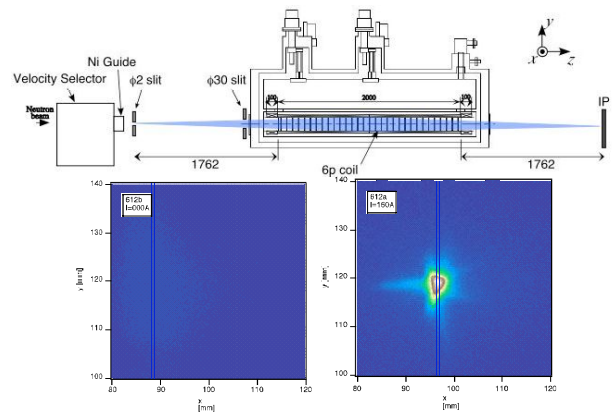 Ni Guide
Velocity Selector
ϕ2 slit
ϕ30 slit
Neutron
beam
100
2000
100
y
x
z
IP
1762
6p coil
1762
140
130
120
110
100
612b
I=000A
y [mm]
80
90
100
110
120
x
[mm]
140
130
120
110
100
612a
I=160A
y [mm]
80
90
100
110
120
x
[mm]